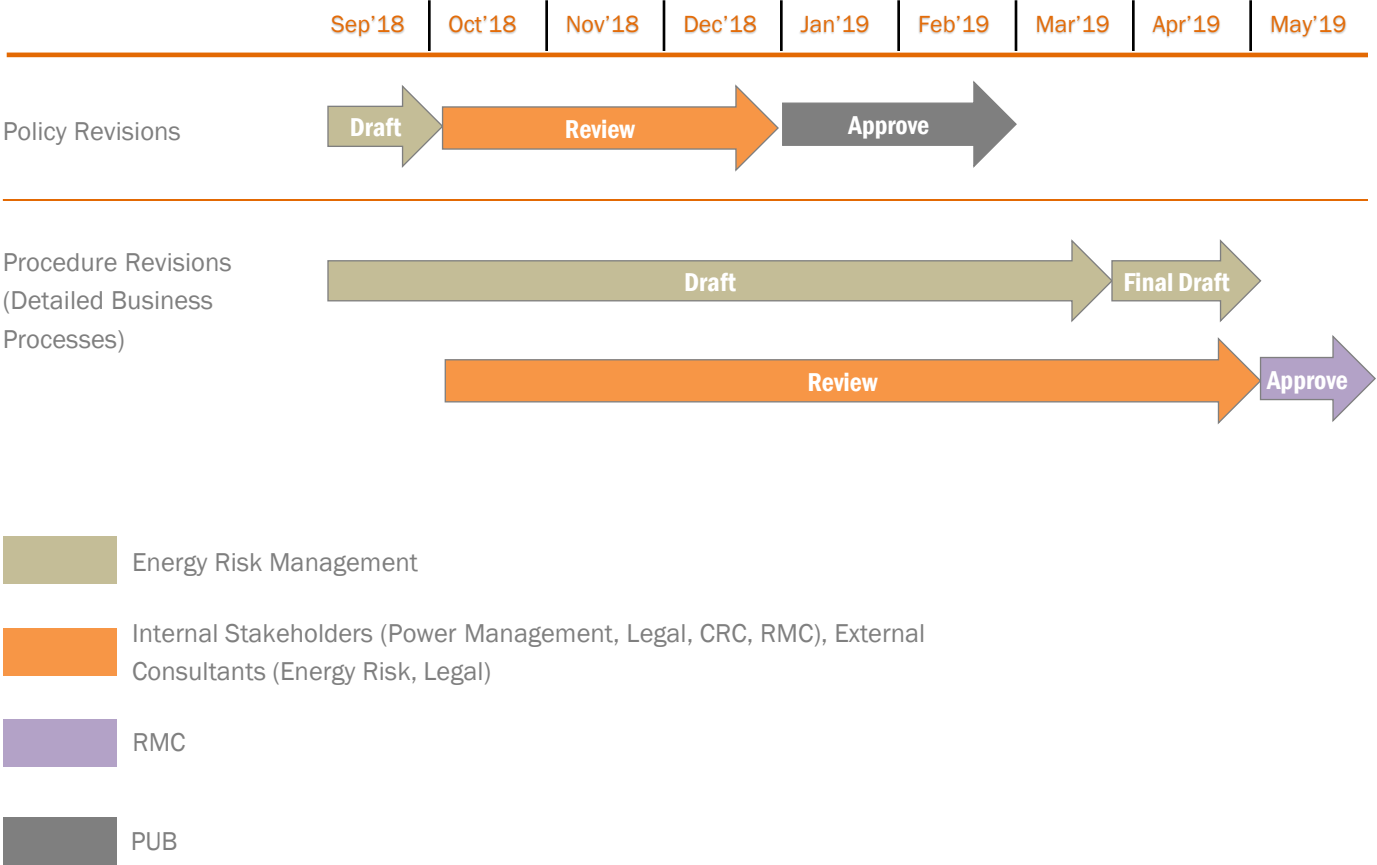 Sep'18 Oct'18 Nov'18 Dec'18 Jan'19 Feb'19 Mar'19 Apr'19 May'19
Policy Revisions
Draft
Review
Approve
Procedure Revisions
(Detailed Business
Processes)
Draft
Final Draft
Review
Approve
Energy Risk Management
Internal Stakeholders (Power Management, Legal, CRC, RMC), External
Consultants (Energy Risk, Legal)
RMC
PUB